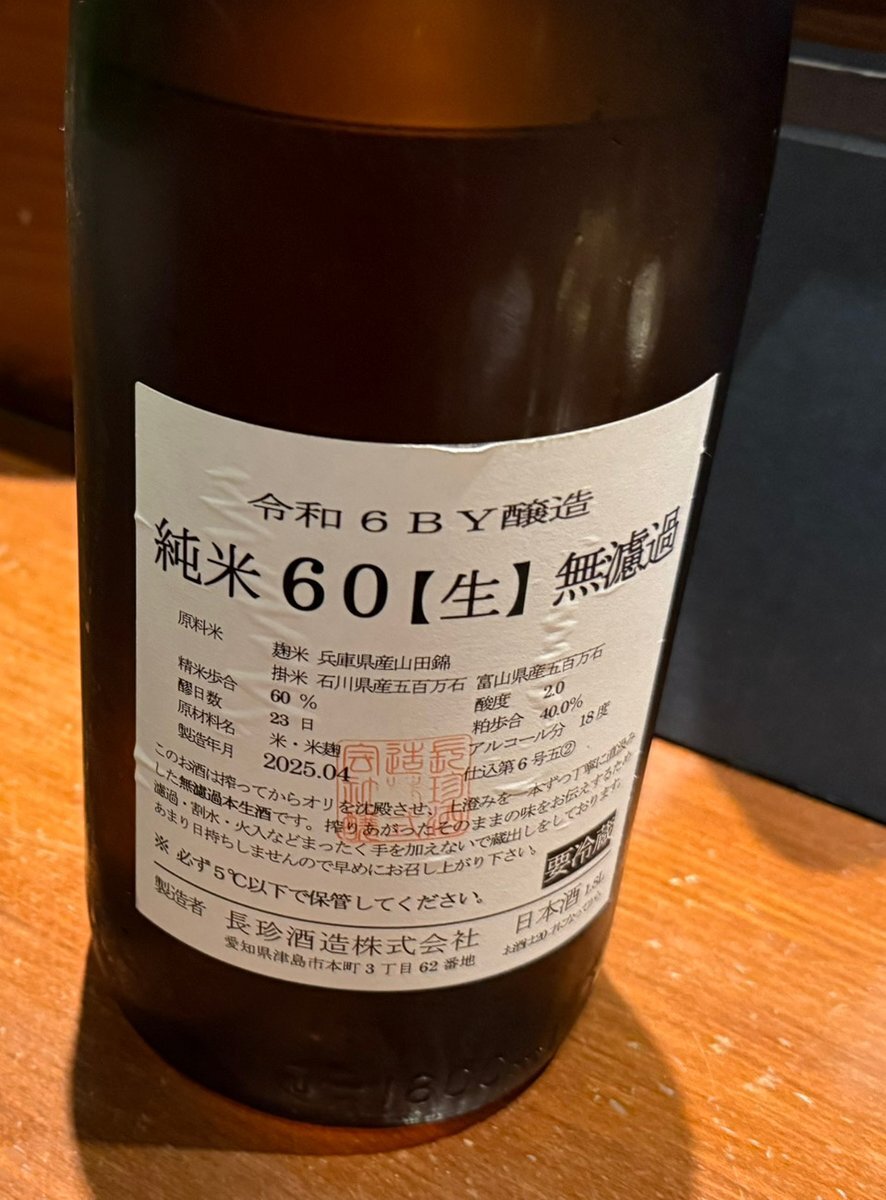 令和6BY醸造
純米60【生】無濾過
原料米 麹米 兵庫県産山田錦
掛米 石川県産五百万石 富山県産五百万石
精米歩合 60% 酸度 2.0
醪日数 23日 粕歩合 40.0%
原材料名 米・米麹 アルコール分 18度
製造年月 2025.04 仕込第6号五②
このお酒は搾ってからオリを沈殿させ、上澄みを一本ずつ丁寧に直汲み
した無濾過本生酒です。搾りあがったそのままの味をお伝えするため
濾過・割水・火入などまったく手を加えないで蔵出しをしております。
あまり日持ちしませんので早めにお召し上がり下さい。
※必ず5℃以下で保管してください。 要冷蔵
製造者 長珍酒造株式会社 日本酒 1.8L
愛知県津島市本町3丁目62番地